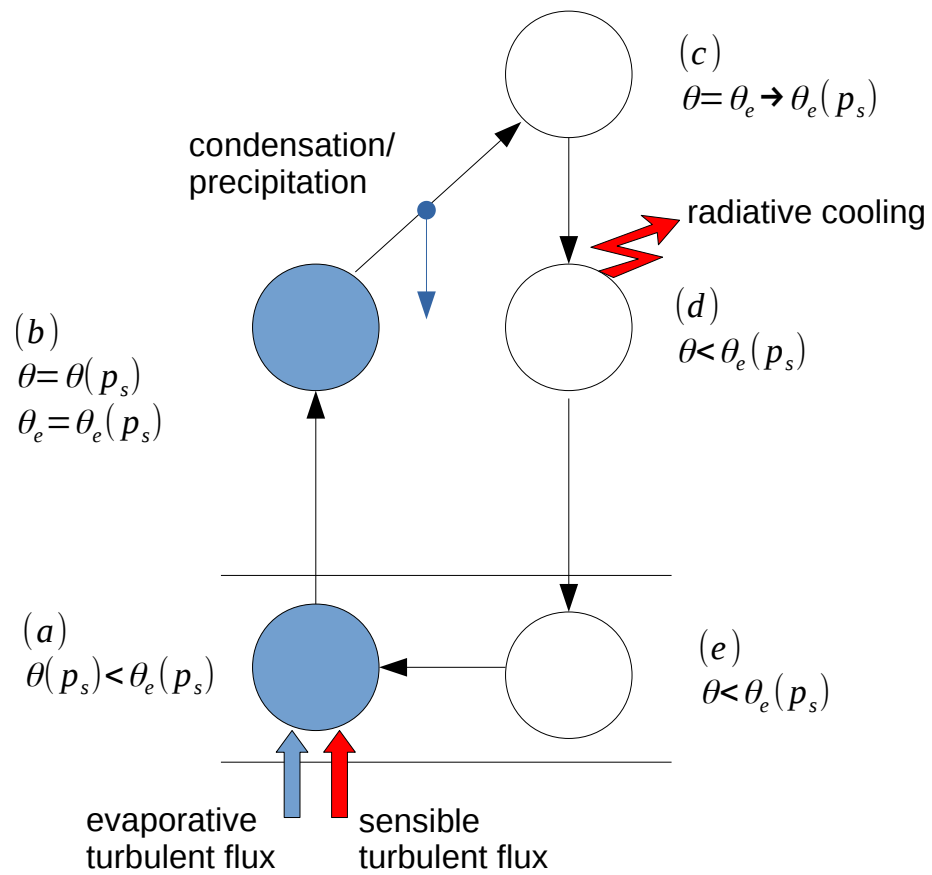 (c)
θ= θe → θe(ps)
condensation/
precipitation
radiative cooling
(b)
θ= θ(ps)
θe=θe(ps)
(d)
θ< θe(ps)
(a)
θ(ps)< θe(ps)
(e)
θ< θe(ps)
evaporative
turbulent flux
sensible
turbulent flux